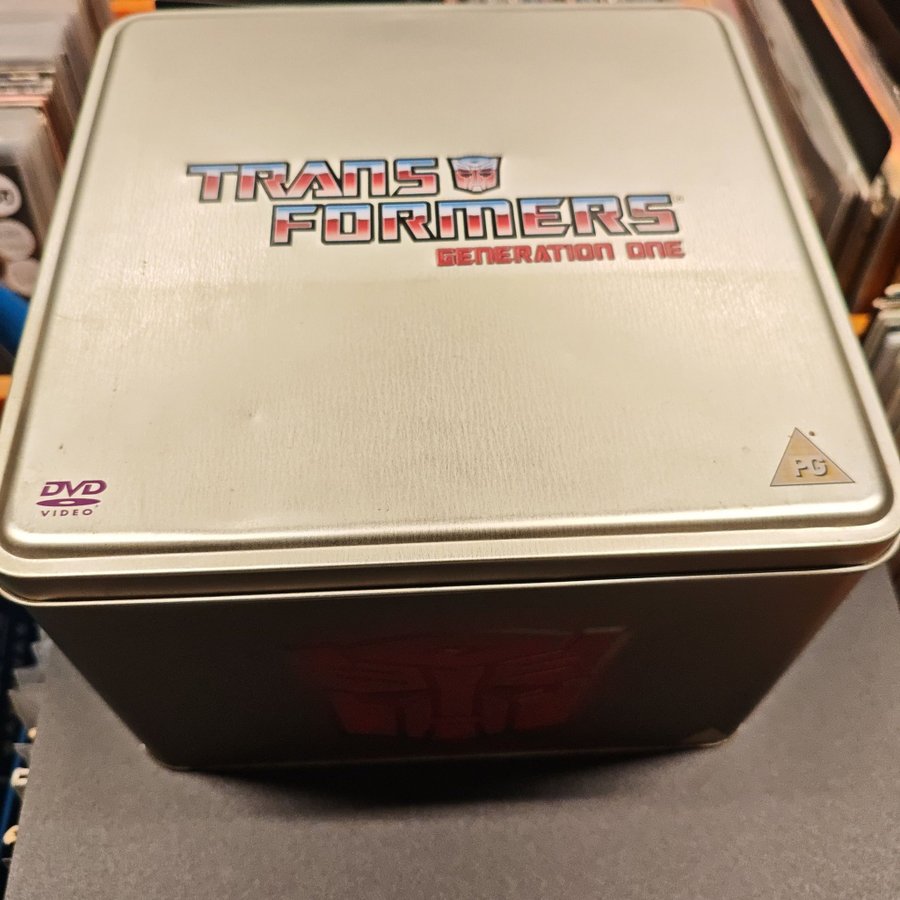 TRANS
FORMERS
GENERATION ONE
DVD
VIDEO
PG